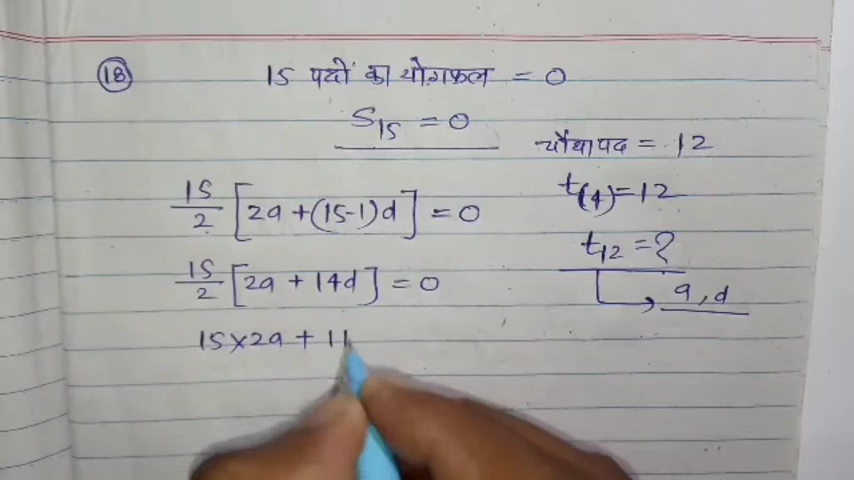 18 15 पदों का योगफल = 0
S15 = 0
चौथा पद = 12
t(4) = 12
t12 = ?
a, d
15/2 [2a + (15-1)d] = 0
15/2 [2a + 14d] = 0
15×2a + 11